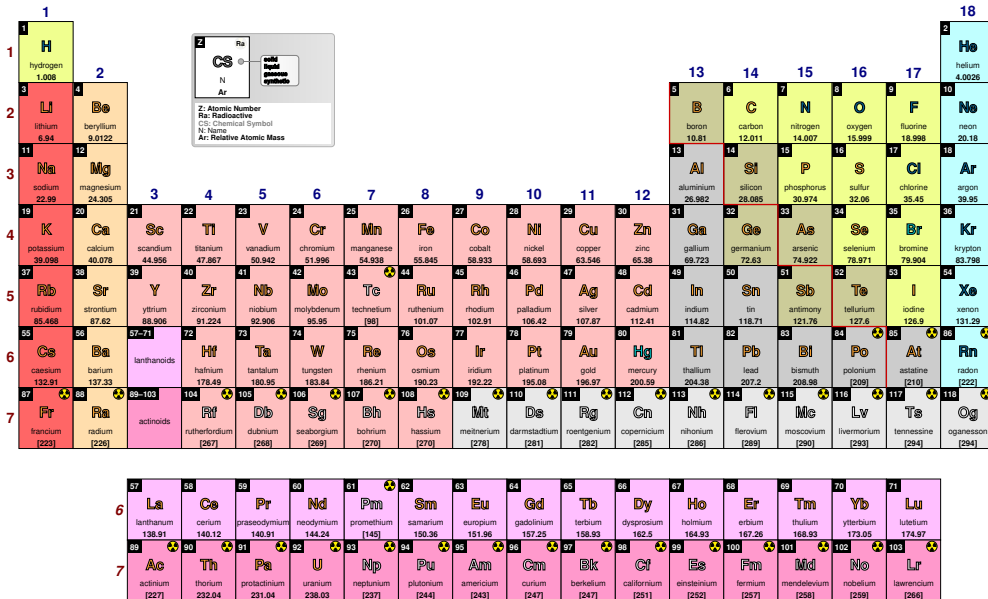 1 18
1 H hydrogen 1.008
2 He helium 4.0026
Z Ra
CS
N
Ar
solid
liquid
gaseous
synthetic
Z: Atomic Number
Ra: Radioactive
CS: Chemical Symbol
N: Name
Ar: Relative Atomic Mass
1
2 13 14 15 16 17
3 Li lithium 6.94
4 Be beryllium 9.0122
5 B boron 10.81
6 C carbon 12.011
7 N nitrogen 14.007
8 O oxygen 15.999
9 F fluorine 18.998
10 Ne neon 20.18
2
11 Na sodium 22.99
12 Mg magnesium 24.305
13 Al aluminium 26.982
14 Si silicon 28.085
15 P phosphorus 30.974
16 S sulfur 32.06
17 Cl chlorine 35.45
18 Ar argon 39.95
3
3 4 5 6 7 8 9 10 11 12
19 K potassium 39.098
20 Ca calcium 40.078
21 Sc scandium 44.956
22 Ti titanium 47.867
23 V vanadium 50.942
24 Cr chromium 51.996
25 Mn manganese 54.938
26 Fe iron 55.845
27 Co cobalt 58.933
28 Ni nickel 58.693
29 Cu copper 63.546
30 Zn zinc 65.38
31 Ga gallium 69.723
32 Ge germanium 72.63
33 As arsenic 74.922
34 Se selenium 78.971
35 Br bromine 79.904
36 Kr krypton 83.798
4
37 Rb rubidium 85.468
38 Sr strontium 87.62
39 Y yttrium 88.906
40 Zr zirconium 91.224
41 Nb niobium 92.906
42 Mo molybdenum 95.95
43 Tc technetium [98]
44 Ru ruthenium 101.07
45 Rh rhodium 102.91
46 Pd palladium 106.42
47 Ag silver 107.87
48 Cd cadmium 112.41
49 In indium 114.82
50 Sn tin 118.71
51 Sb antimony 121.76
52 Te tellurium 127.6
53 I iodine 126.9
54 Xe xenon 131.29
5
55 Cs caesium 132.91
56 Ba barium 137.33
57–71 lanthanoids
72 Hf hafnium 178.49
73 Ta tantalum 180.95
74 W tungsten 183.84
75 Re rhenium 186.21
76 Os osmium 190.23
77 Ir iridium 192.22
78 Pt platinum 195.08
79 Au gold 196.97
80 Hg mercury 200.59
81 Tl thallium 204.38
82 Pb lead 207.2
83 Bi bismuth 208.98
84 Po polonium [209]
85 At astatine [210]
86 Rn radon [222]
6
87 Fr francium [223]
88 Ra radium [226]
89–103 actinoids
104 Rf rutherfordium [267]
105 Db dubnium [268]
106 Sg seaborgium [269]
107 Bh bohrium [270]
108 Hs hassium [270]
109 Mt meitnerium [278]
110 Ds darmstadtium [281]
111 Rg roentgenium [282]
112 Cn copernicium [285]
113 Nh nihonium [286]
114 Fl flerovium [289]
115 Mc moscovium [290]
116 Lv livermorium [293]
117 Ts tennessine [294]
118 Og oganesson [294]
7
6
57 La lanthanum 138.91
58 Ce cerium 140.12
59 Pr praseodymium 140.91
60 Nd neodymium 144.24
61 Pm promethium [145]
62 Sm samarium 150.36
63 Eu europium 151.96
64 Gd gadolinium 157.25
65 Tb terbium 158.93
66 Dy dysprosium 162.5
67 Ho holmium 164.93
68 Er erbium 167.26
69 Tm thulium 168.93
70 Yb ytterbium 173.05
71 Lu lutetium 174.97
7
89 Ac actinium [227]
90 Th thorium 232.04
91 Pa protactinium 231.04
92 U uranium 238.03
93 Np neptunium [237]
94 Pu plutonium [244]
95 Am americium [243]
96 Cm curium [247]
97 Bk berkelium [247]
98 Cf californium [251]
99 Es einsteinium [252]
100 Fm fermium [257]
101 Md mendelevium [258]
102 No nobelium [259]
103 Lr lawrencium [266]